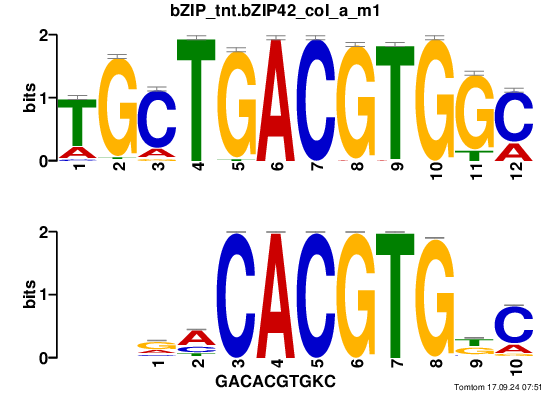 bZIP_tnt.bZIP42_col_a_m1
2
bits
1
0
T G C T G A C G T G G C
A A T A
1 2 3 4 5 6 7 8 9 10 11 12
2
bits
1
0
G A C A C G T G T C
A C G A
T
1 2 3 4 5 6 7 8 9 10
GACACGTGKC
Tomtom 17.09.24 07:51